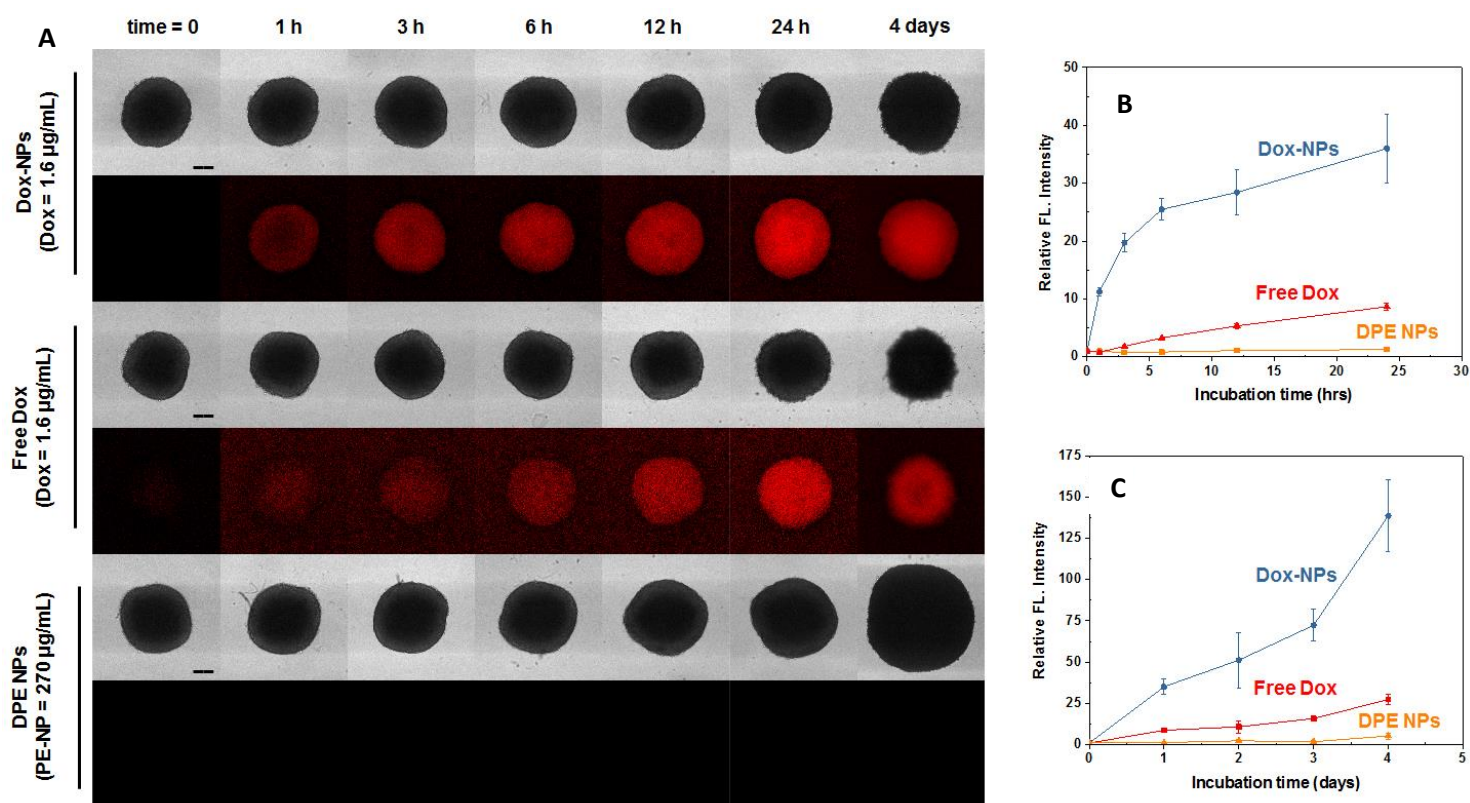 A
time = 0 1 h 3 h 6 h 12 h 24 h 4 days
Dox-NPs
(Dox = 1.6 µg/mL)
Free Dox
(Dox = 1.6 µg/mL)
DPE NPs
(PE-NP = 270 µg/mL)
B
50
40
30
20
10
0
0 5 10 15 20 25 30
Relative FL. Intensity
Incubation time (hrs)
Dox-NPs
Free Dox
DPE NPs
C
175
150
125
100
75
50
25
0
0 1 2 3 4 5
Relative FL. Intensity
Incubation time (days)
Dox-NPs
Free Dox
DPE NPs